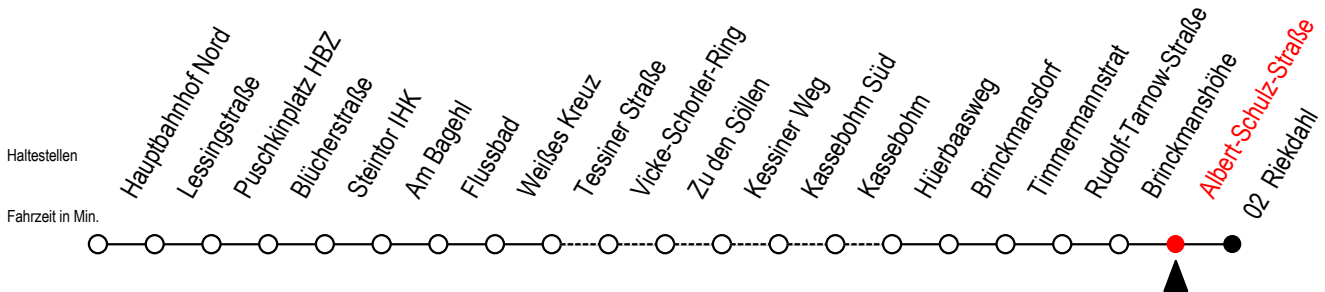 Haltestellen
Hauptbahnhof Nord
Lessingstraße
Puschkinplatz HBZ
Blücherstraße
Steintor IHK
Am Bagehl
Flussbad
Weißes Kreuz
Tessiner Straße
Vicke-Schorler-Ring
Zu den Söllen
Kessiner Weg
Kassebohm Süd
Kassebohm
Hüerbaasweg
Brinckmansdorf
Timmermannstrat
Rudolf-Tarnow-Straße
Brinckmanshöhe
Albert-Schulz-Straße
02 Riekdahl
Fahrzeit in Min.